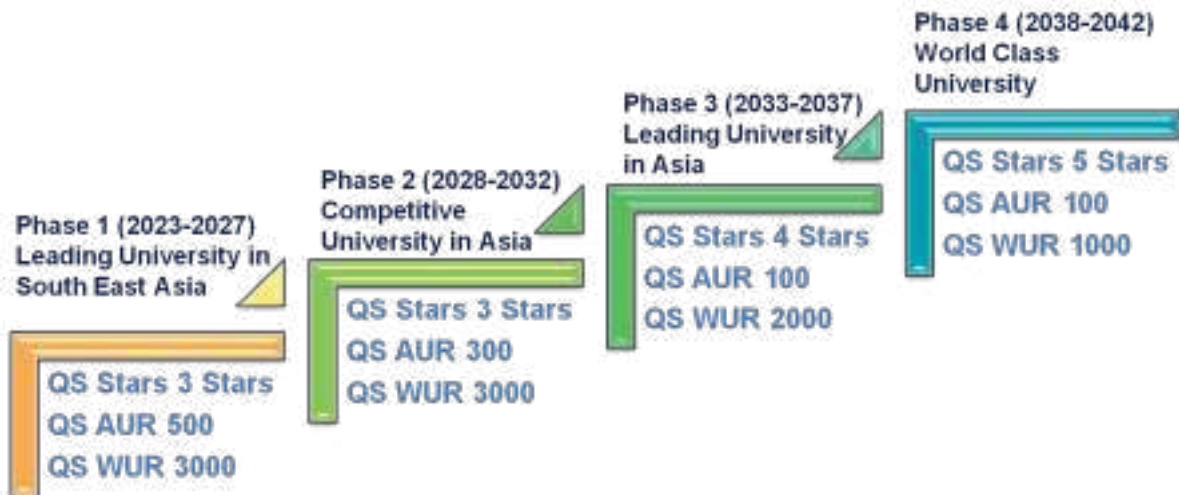 Phase 1 (2023-2027)
Leading University in
South East Asia
QS Stars 3 Stars
QS AUR 500
QS WUR 3000
Phase 2 (2028-2032)
Competitive
University in Asia
QS Stars 3 Stars
QS AUR 300
QS WUR 3000
Phase 3 (2033-2037)
Leading University
in Asia
QS Stars 4 Stars
QS AUR 100
QS WUR 2000
Phase 4 (2038-2042)
World Class
University
QS Stars 5 Stars
QS AUR 100
QS WUR 1000